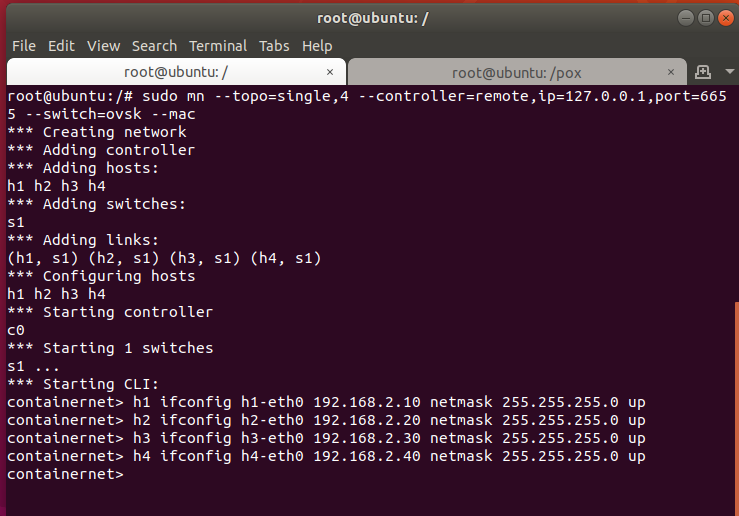 root@ubuntu: /
File Edit View Search Terminal Tabs Help
root@ubuntu: / × root@ubuntu: /pox ×
root@ubuntu:/# sudo mn --topo=single,4 --controller=remote,ip=127.0.0.1,port=665
5 --switch=ovsk --mac
*** Creating network
*** Adding controller
*** Adding hosts:
h1 h2 h3 h4
*** Adding switches:
s1
*** Adding links:
(h1, s1) (h2, s1) (h3, s1) (h4, s1)
*** Configuring hosts
h1 h2 h3 h4
*** Starting controller
c0
*** Starting 1 switches
s1 ...
*** Starting CLI:
containernet> h1 ifconfig h1-eth0 192.168.2.10 netmask 255.255.255.0 up
containernet> h2 ifconfig h2-eth0 192.168.2.20 netmask 255.255.255.0 up
containernet> h3 ifconfig h3-eth0 192.168.2.30 netmask 255.255.255.0 up
containernet> h4 ifconfig h4-eth0 192.168.2.40 netmask 255.255.255.0 up
containernet>